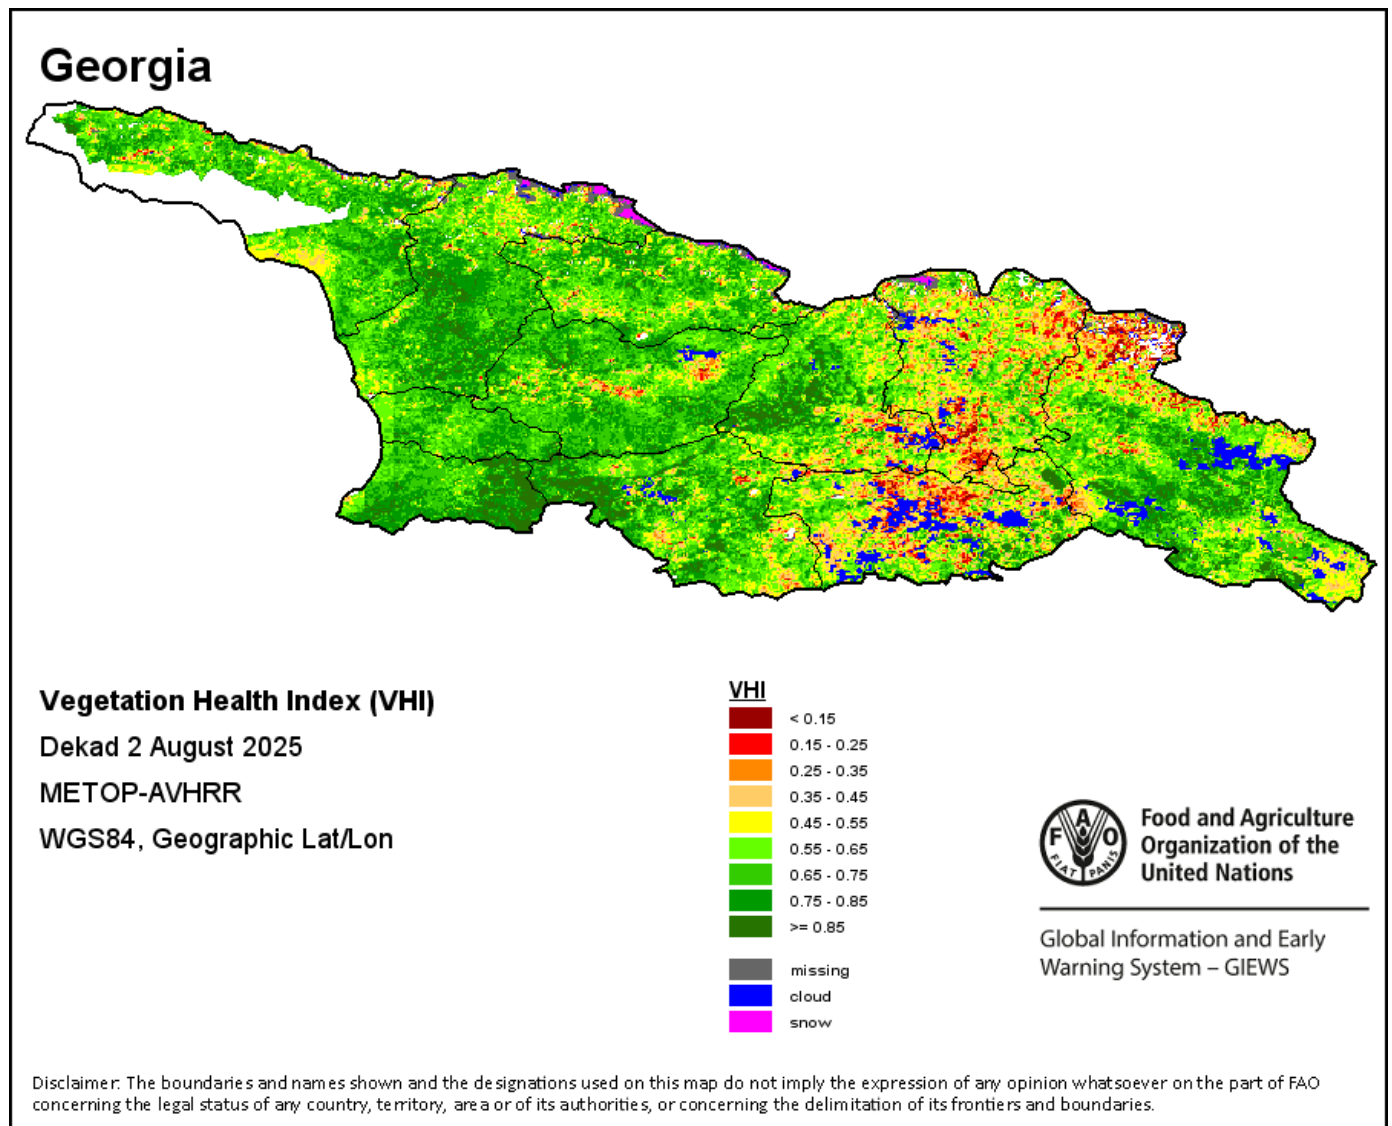 Georgia
Vegetation Health Index (VHI)
Dekad 2 August 2025
METOP-AVHRR
WGS84, Geographic Lat/Lon
VHI
< 0.15
0.15 - 0.25
0.25 - 0.35
0.35 - 0.45
0.45 - 0.55
0.55 - 0.65
0.65 - 0.75
0.75 - 0.85
>= 0.85
missing
cloud
snow
F A O
FIAT PANIS
Food and Agriculture
Organization of the
United Nations
Global Information and Early
Warning System – GIEWS
Disclaimer: The boundaries and names shown and the designations used on this map do not imply the expression of any opinion whatsoever on the part of FAO
concerning the legal status of any country, territory, area or of its authorities, or concerning the delimitation of its frontiers and boundaries.